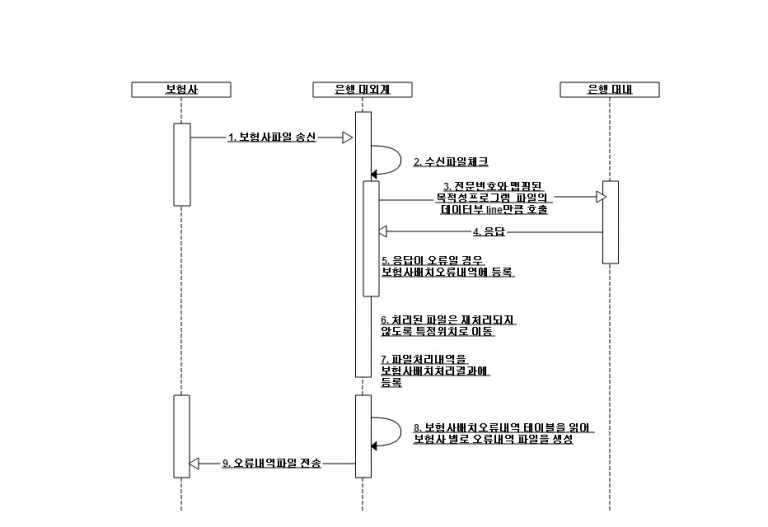 보험사
은행 대외계
은행 대내
1. 보험사파일 송신
2. 수신파일체크
3. 전문번호와 맵핑된
목적성프로그램 파일의
데이터부 line만큼 호출
4. 응답
5. 응답이 오류일 경우
보험사배치오류내역에 등록
6. 처리된 파일은 재처리되지
않도록 특정위치로 이동
7. 파일처리내역을
보험사배치처리결과에
등록
8. 보험사배치오류내역 테이블을 읽어
보험사 별로 오류내역 파일을 생성
9. 오류내역파일 전송